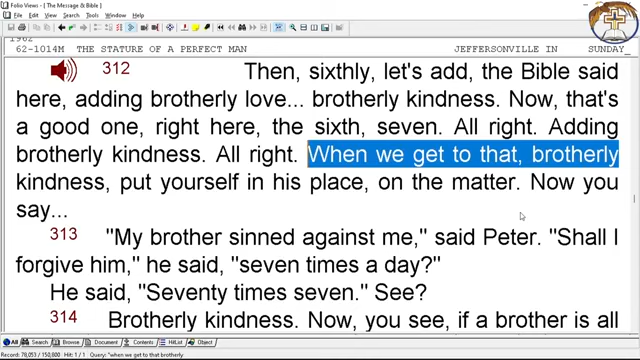 Folio Views - [The Message & Bible]
File Edit View Search Tools Window Help
62-1014M THE STATURE OF A PERFECT MAN JEFFERSONVILLE IN SUNDAY
312 Then, sixthly, let's add, the Bible said
here, adding brotherly love... brotherly kindness. Now, that's
a good one, right here, the sixth, seven. All right. Adding
brotherly kindness. All right. When we get to that, brotherly
kindness, put yourself in his place, on the matter. Now you
say...
313 "My brother sinned against me," said Peter. "Shall I
forgive him," he said, "seven times a day?"
He said, "Seventy times seven." See?
314 Brotherly kindness. Now, you see, if a brother is all
All Search Browse Document Contents HitList Object
Record: 78,053 / 150,800 Hit: 1 / 1 Query: "when we get to that brotherly